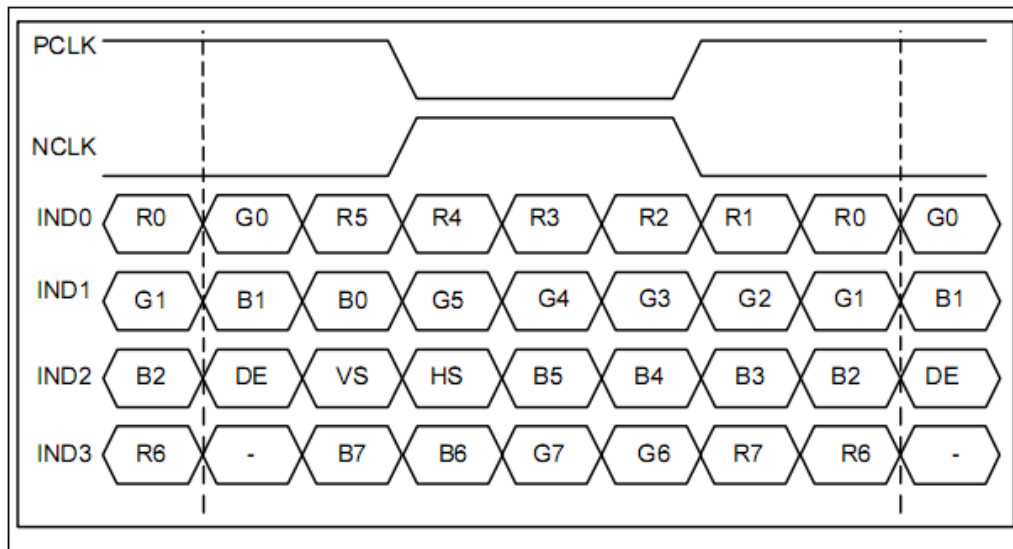 PCLK
NCLK
IND0 R0 G0 R5 R4 R3 R2 R1 R0 G0
IND1 G1 B1 B0 G5 G4 G3 G2 G1 B1
IND2 B2 DE VS HS B5 B4 B3 B2 DE
IND3 R6 - B7 B6 G7 G6 R7 R6 -